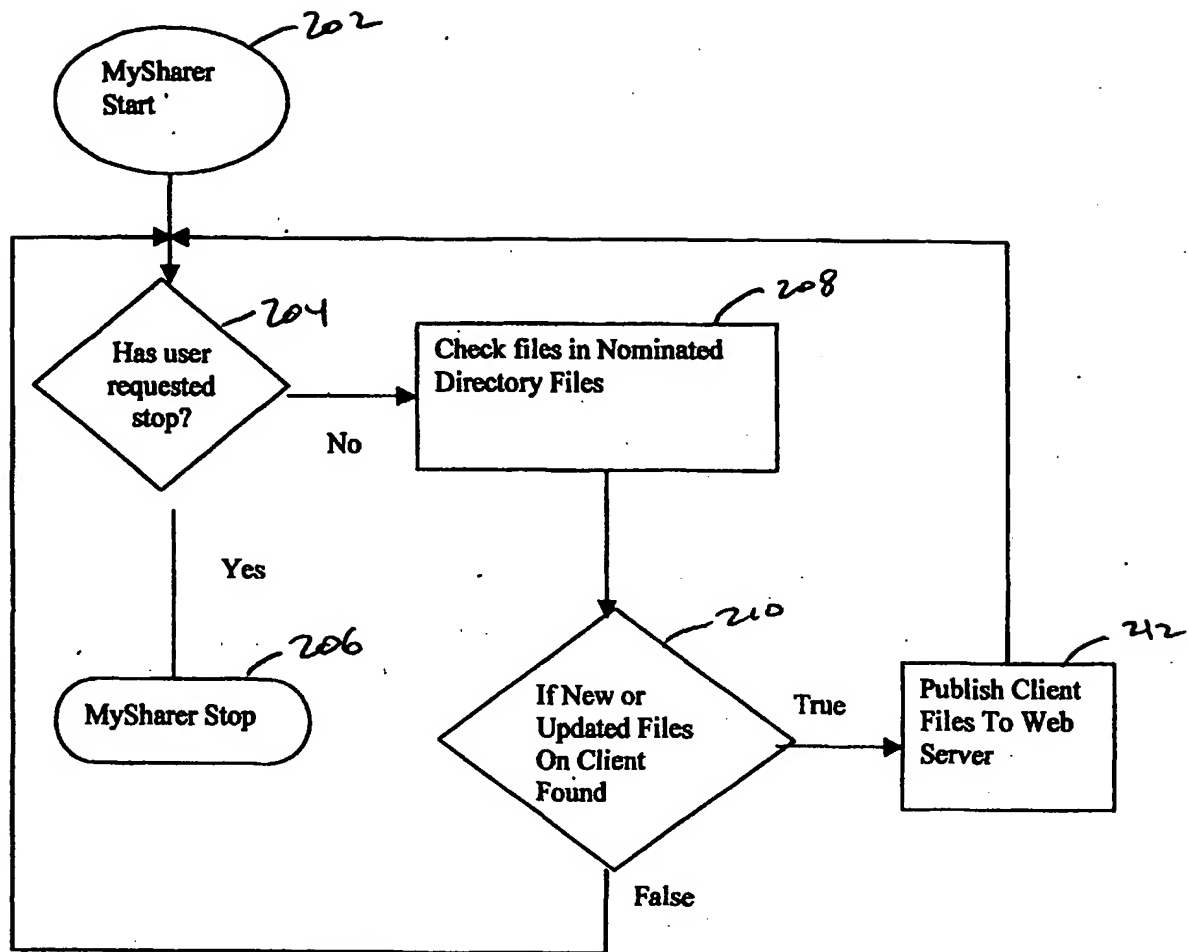 202
MySharer
Start
204
Has user
requested
stop?
No
208
Check files in Nominated
Directory Files
Yes
206
MySharer Stop
210
If New or
Updated Files
On Client
Found
True
212
Publish Client
Files To Web
Server
False